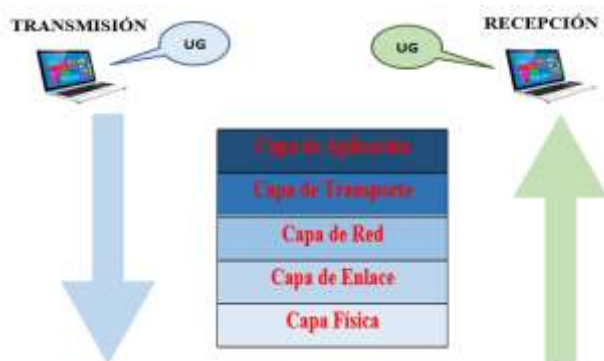 TRANSMISIÓN
UG
UG
RECEPCIÓN
Capa de Aplicación
Capa de Transporte
Capa de Red
Capa de Enlace
Capa Física